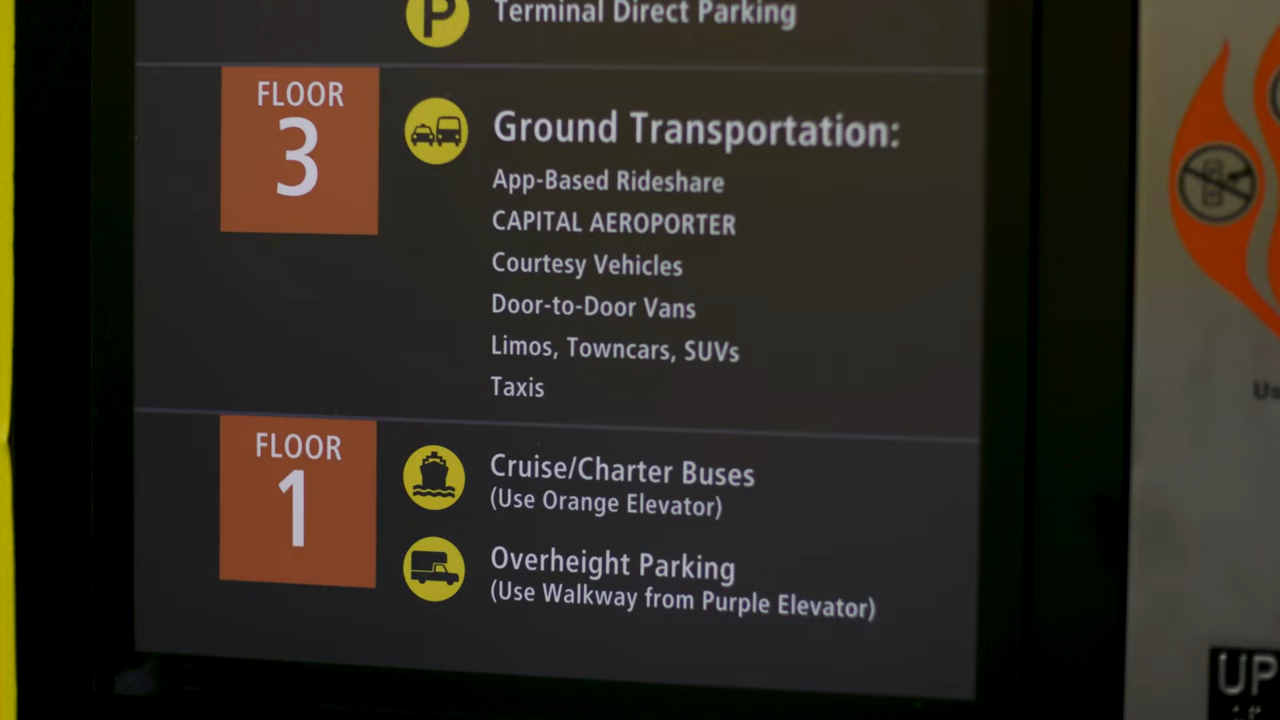 P
Terminal Direct Parking
FLOOR
3
Ground Transportation:
App-Based Rideshare
CAPITAL AEROPORTER
Courtesy Vehicles
Door-to-Door Vans
Limos, Towncars, SUVs
Taxis
FLOOR
1
Cruise/Charter Buses
(Use Orange Elevator)
Overheight Parking
(Use Walkway from Purple Elevator)
UP